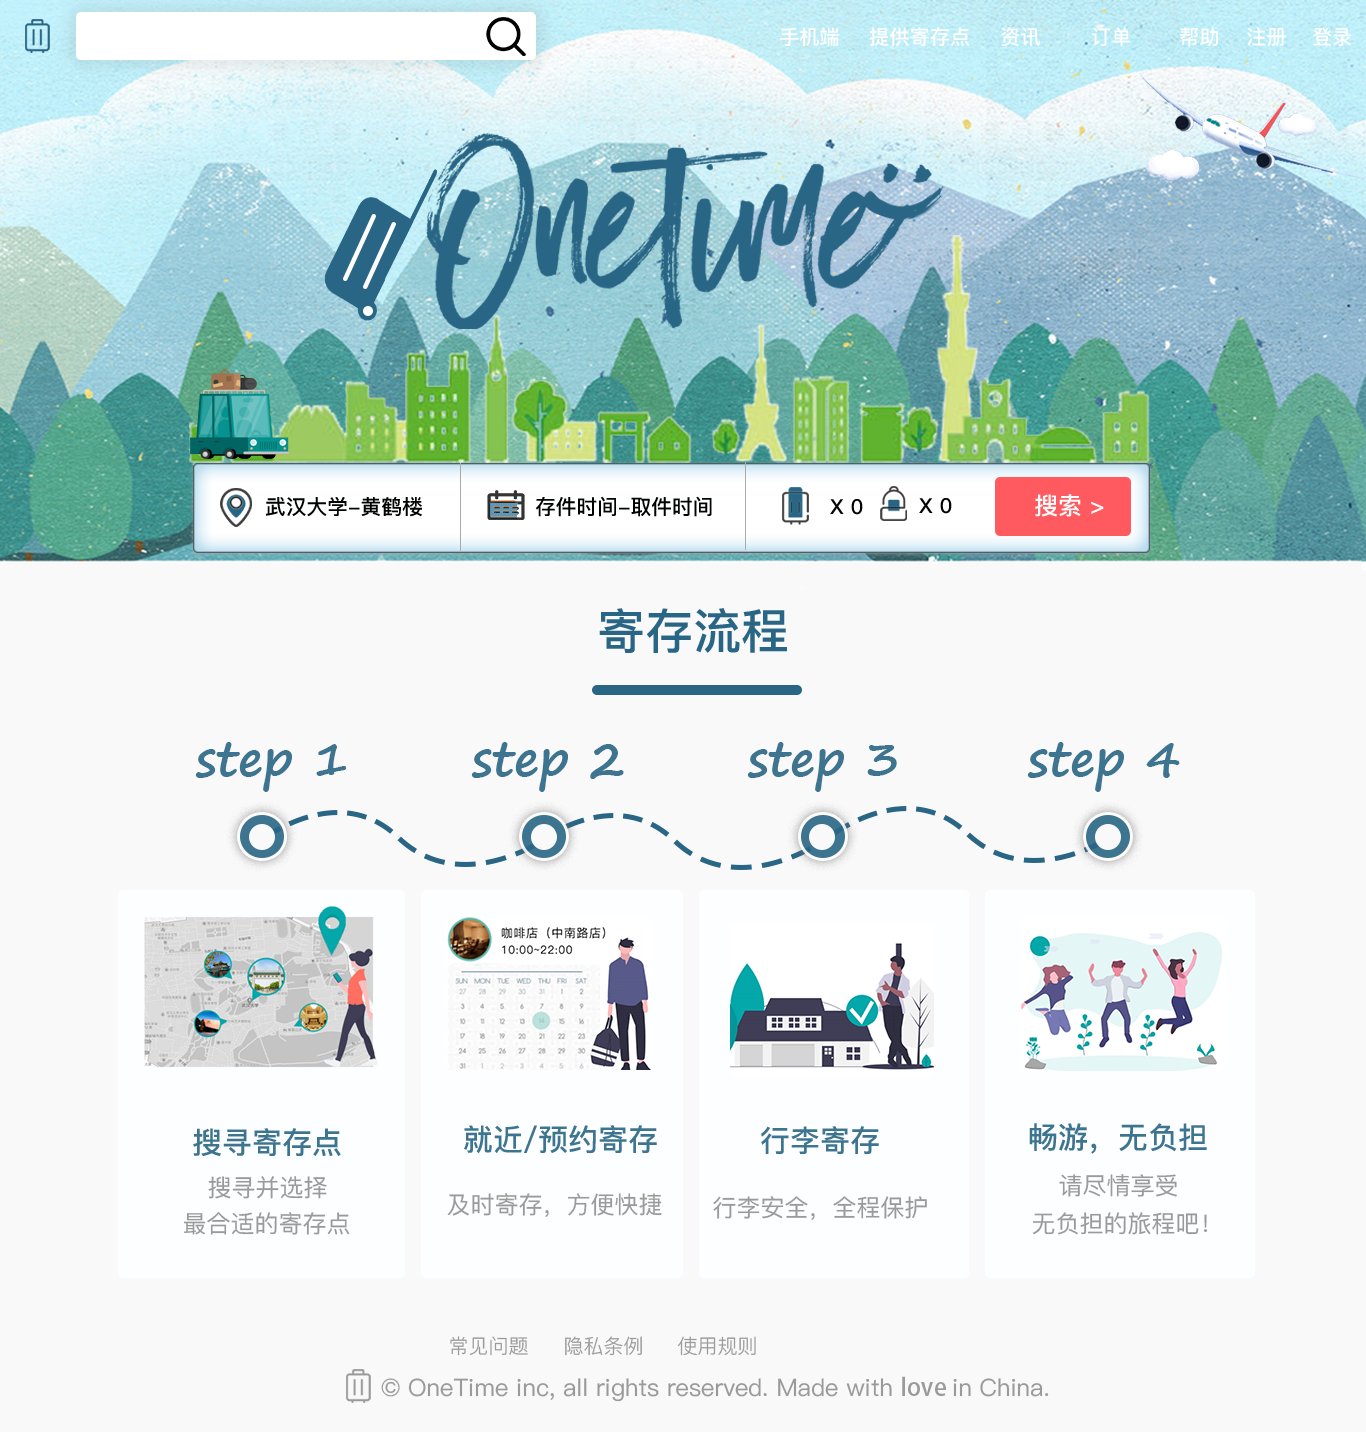 手机端 提供寄存点 资讯 订单 帮助 注册 登录
OneTime
武汉大学-黄鹤楼 存件时间-取件时间 X 0 X 0 搜索 >
寄存流程
step 1 step 2 step 3 step 4
咖啡店（中南路店）
10:00~22:00
SUN MON TUE WED THU FRI SAT
27 28 29 30 31 1 2
3 4 5 6 7 8 9
10 11 12 13 14 15 16
17 18 19 20 21 22 23
24 25 26 27 28 29 30
31 1 2 3 4 5
搜寻寄存点
搜寻并选择
最合适的寄存点
就近/预约寄存
及时寄存，方便快捷
行李寄存
行李安全，全程保护
畅游，无负担
请尽情享受
无负担的旅程吧！
常见问题 隐私条例 使用规则
© OneTime inc, all rights reserved. Made with love in China.